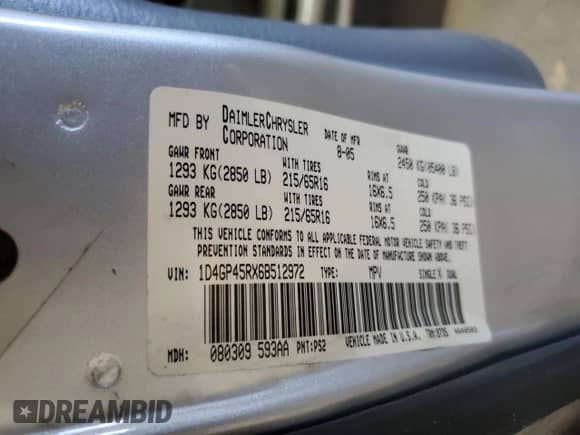 MFD BY DAIMLERCHRYSLER CORPORATION DATE OF MFR 8-05 GAWR 2450 KG(05400 LB)
GAWR FRONT WITH TIRES RIMS AT COLD
1293 KG(2850 LB) 215/65R16 16X6.5 250 KPA( 36 PSI)
GAWR REAR WITH TIRES RIMS AT COLD
1293 KG(2850 LB) 215/65R16 16X6.5 250 KPA( 36 PSI)
THIS VEHICLE CONFORMS TO ALL APPLICABLE FEDERAL MOTOR VEHICLE SAFETY AND THEFT
PREVENTION STANDARDS IN EFFECT ON THE DATE OF MANUFACTURE SHOWN ABOVE.
VIN: 1D4GP45RX6B512972 TYPE: MPV SINGLE X DUAL
MDH: 080309 593AA PNT:PS2 VEHICLE MADE IN U.S.A.
DREAMBID